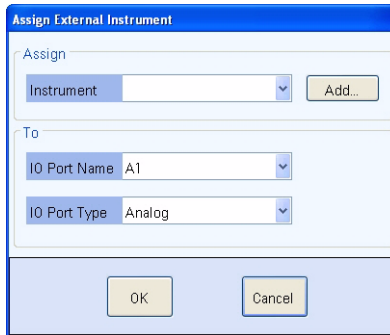 Assign External Instrument
Assign
Instrument
Add...
To
IO Port Name A1
IO Port Type Analog
OK Cancel